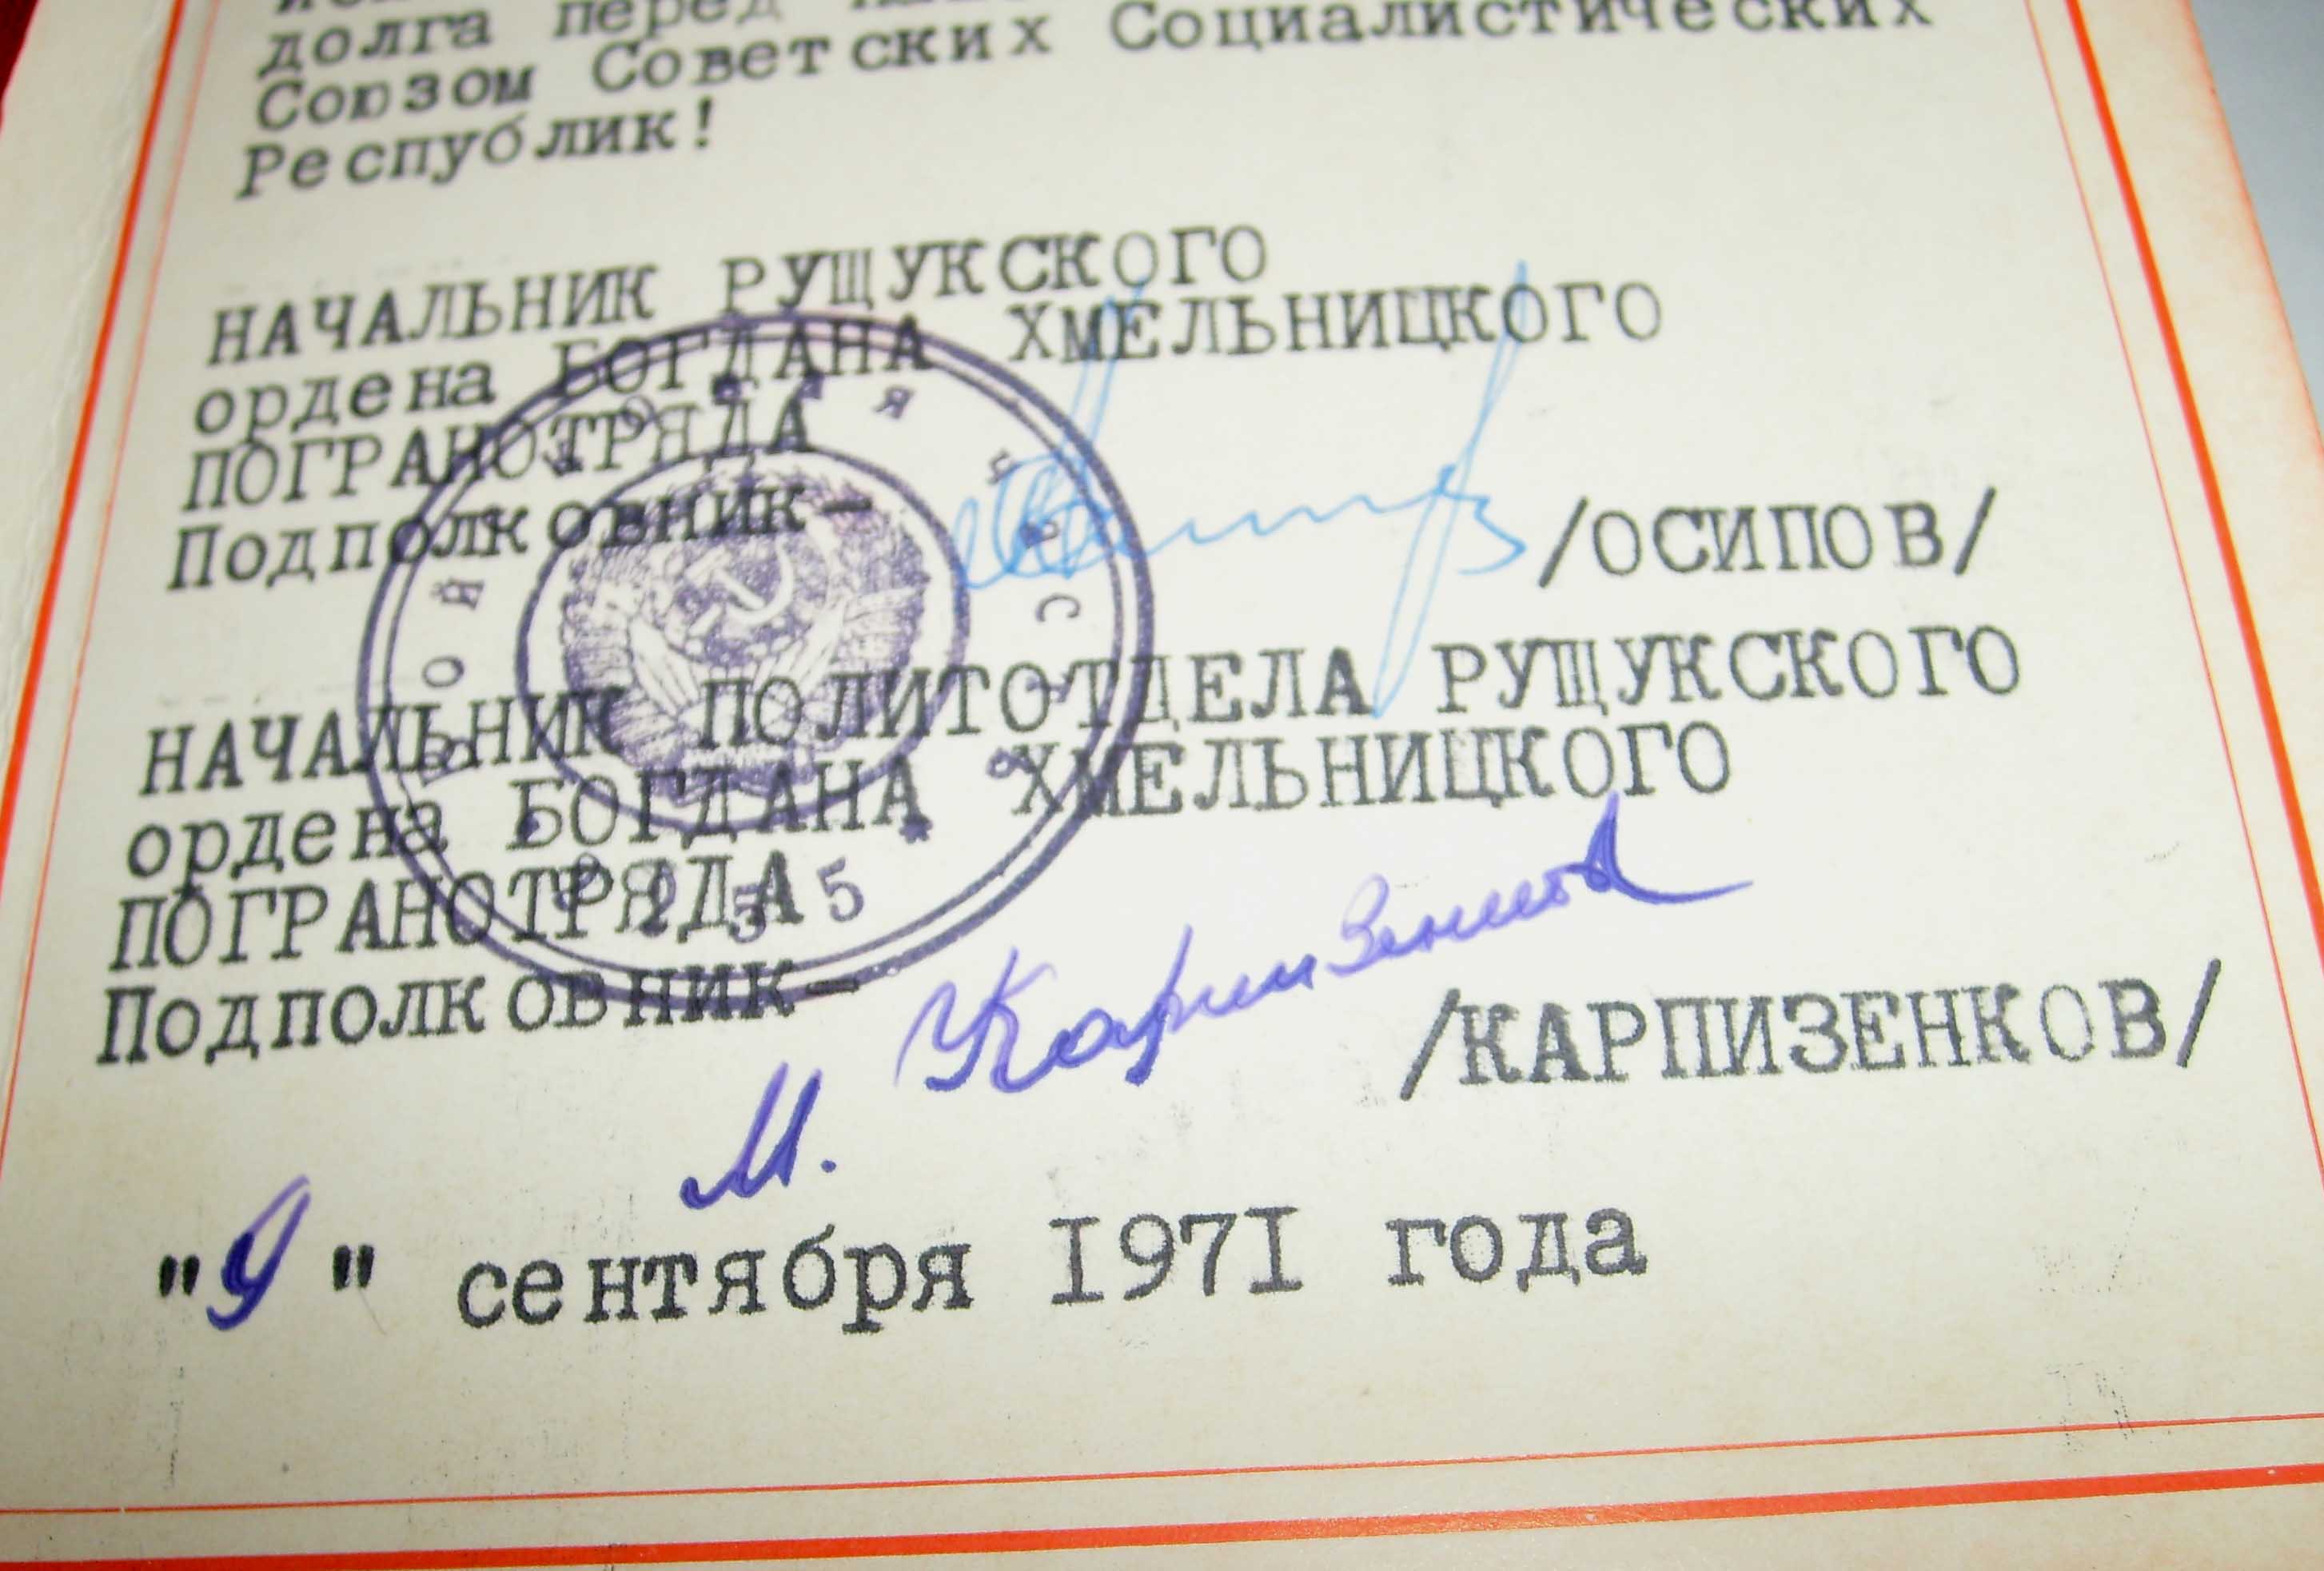 долга перед
Союзом Советских Социалистических
Республик!
НАЧАЛЬНИК РУЩУКСКОГО
ордена БОГДАНА ХМЕЛЬНИЦКОГО
ПОГРАНОТРЯДА
Подполковник- /ОСИПОВ/
НАЧАЛЬНИК ПОЛИТОТДЕЛА РУЩУКСКОГО
ордена БОГДАНА ХМЕЛЬНИЦКОГО
ПОГРАНОТРЯДА
Подполковник-
М. Карпизенков
/КАРПИЗЕНКОВ/
"9" сентября 1971 года